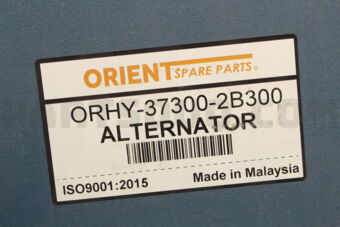 ORIENT SPARE PARTS®
ORHY-37300-2B300
ALTERNATOR
ISO9001:2015 Made in Malaysia